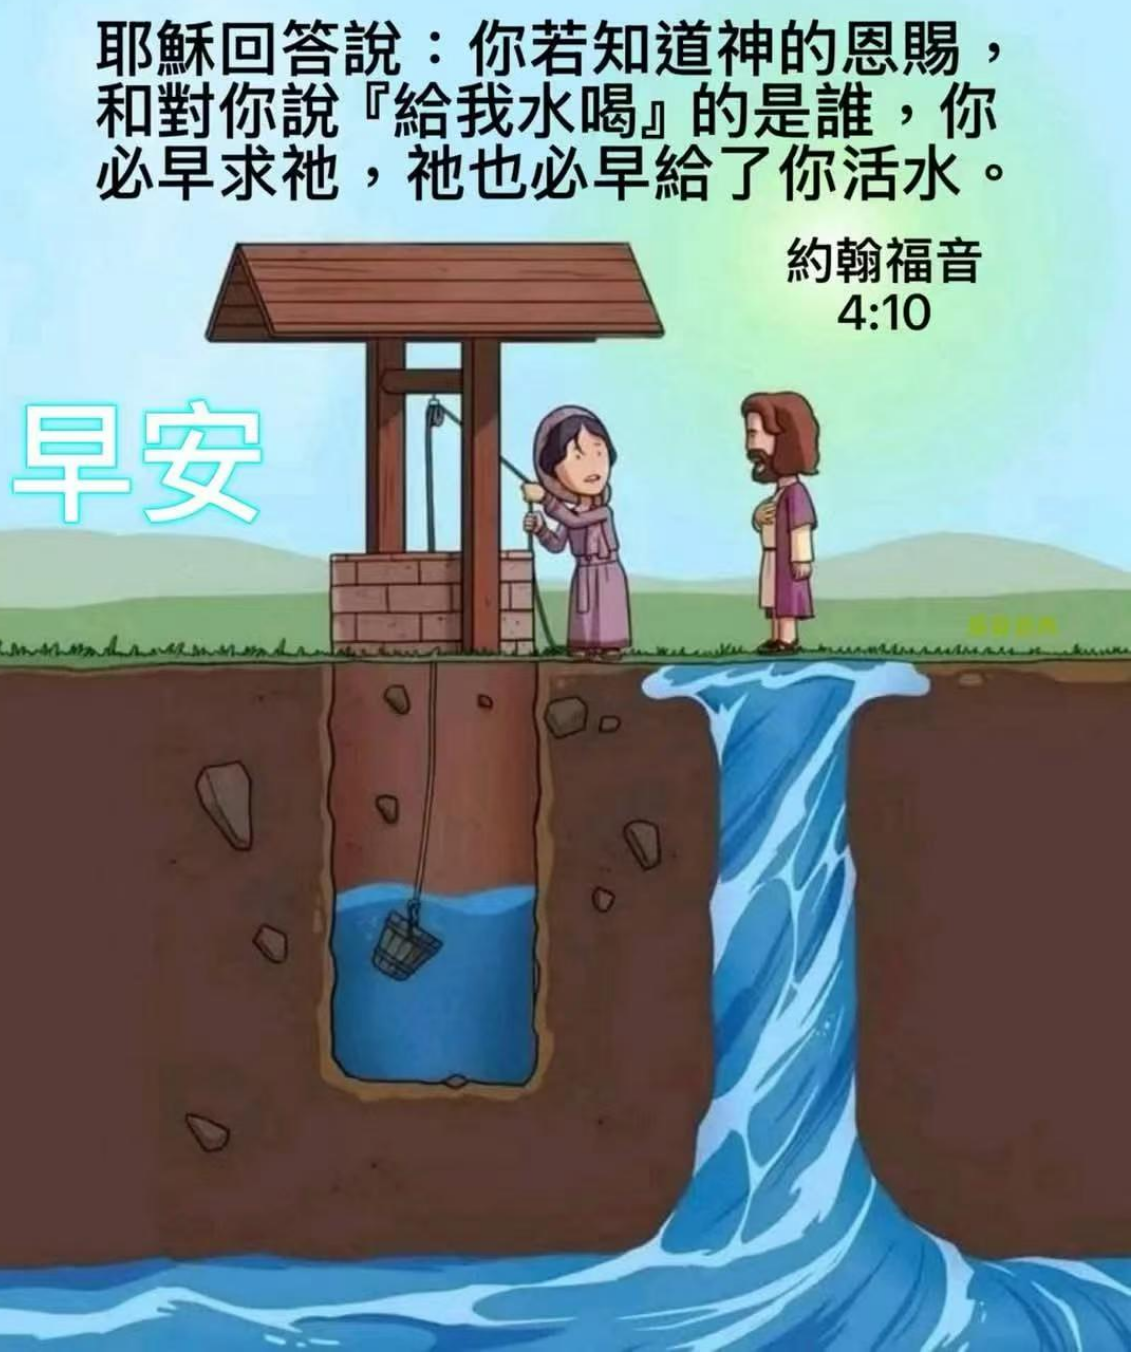 耶穌回答說：你若知道神的恩賜，
和對你說『給我水喝』的是誰，你
必早求祂，祂也必早給了你活水。
約翰福音
4:10
早安